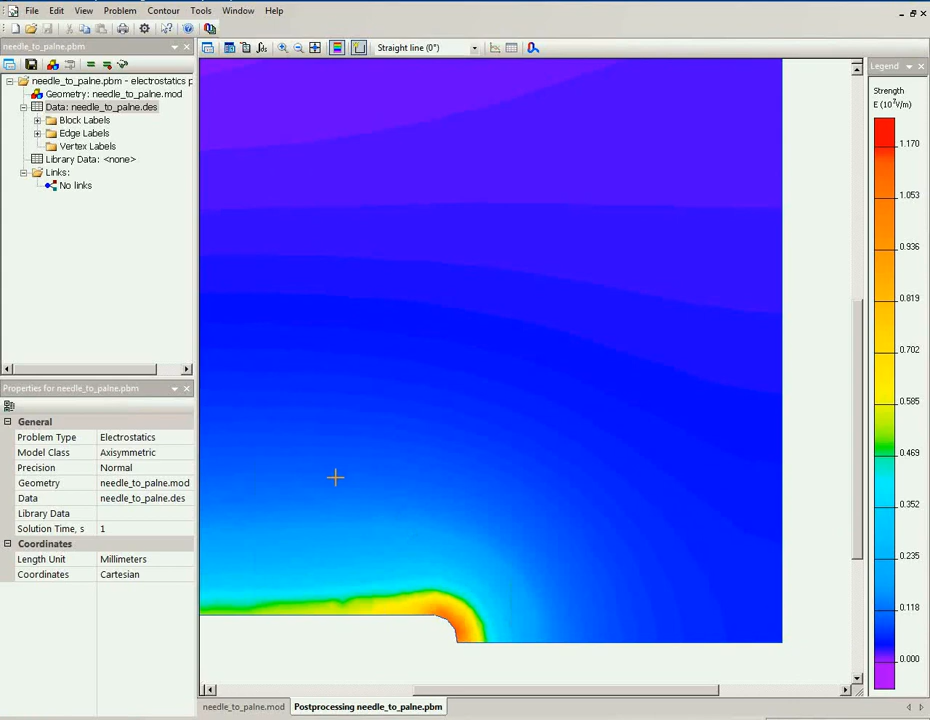 File Edit View Problem Contour Tools Window Help
needle_to_palne.pbm
Straight line (0°)
needle_to_palne.pbm - electrostatics p
Geometry: needle_to_palne.mod
Data: needle_to_palne.des
Block Labels
Edge Labels
Vertex Labels
Library Data: <none>
Links:
No links
Properties for needle_to_palne.pbm
General
Problem Type Electrostatics
Model Class Axisymmetric
Precision Normal
Geometry needle_to_palne.mod
Data needle_to_palne.des
Library Data
Solution Time, s 1
Coordinates
Length Unit Millimeters
Coordinates Cartesian
Legend
Strength
E (10⁷V/m)
1.170
1.053
0.936
0.819
0.702
0.585
0.469
0.352
0.235
0.118
0.000
needle_to_palne.mod Postprocessing needle_to_palne.pbm